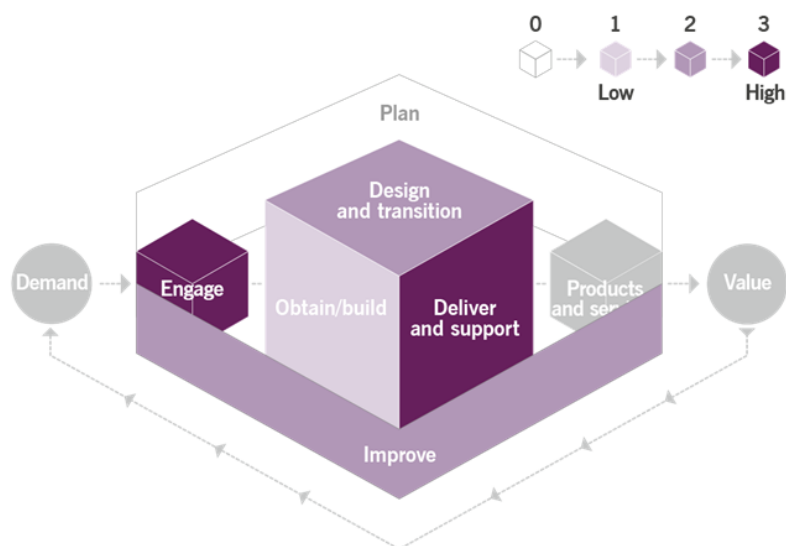 0 1 2 3
Low High
Plan
Design
and transition
Demand
Engage
Obtain/build
Deliver
and support
Products
and
Value
Improve